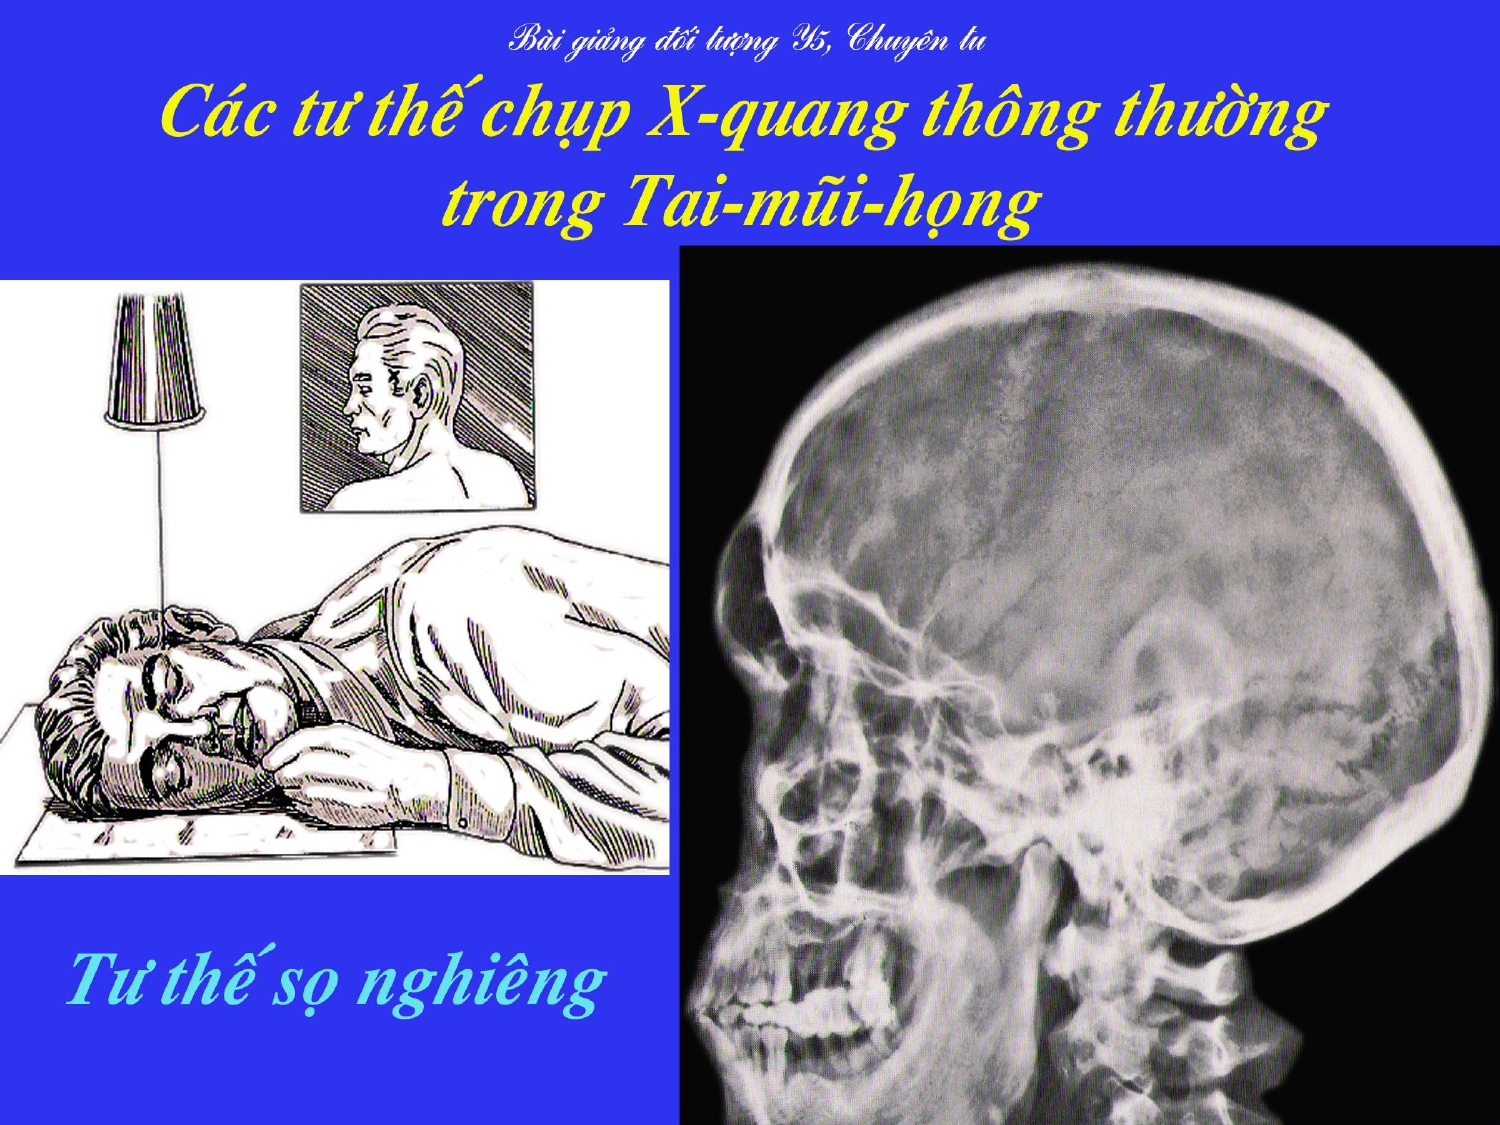 Bài giảng đối tượng Y5, Chuyên tu
Các tư thế chụp X-quang thông thường
trong Tai-mũi-họng
Tư thế sọ nghiêng